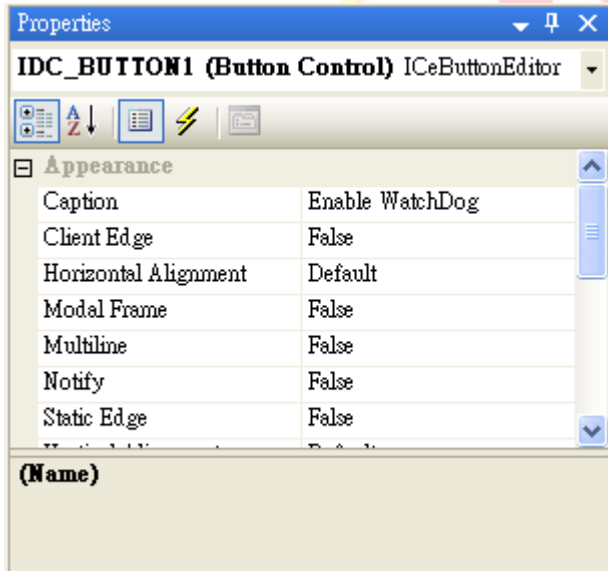 Properties
IDC_BUTTON1 (Button Control) ICeButtonEditor
Appearance
Caption Enable WatchDog
Client Edge False
Horizontal Alignment Default
Modal Frame False
Multiline False
Notify False
Static Edge False
(Name)